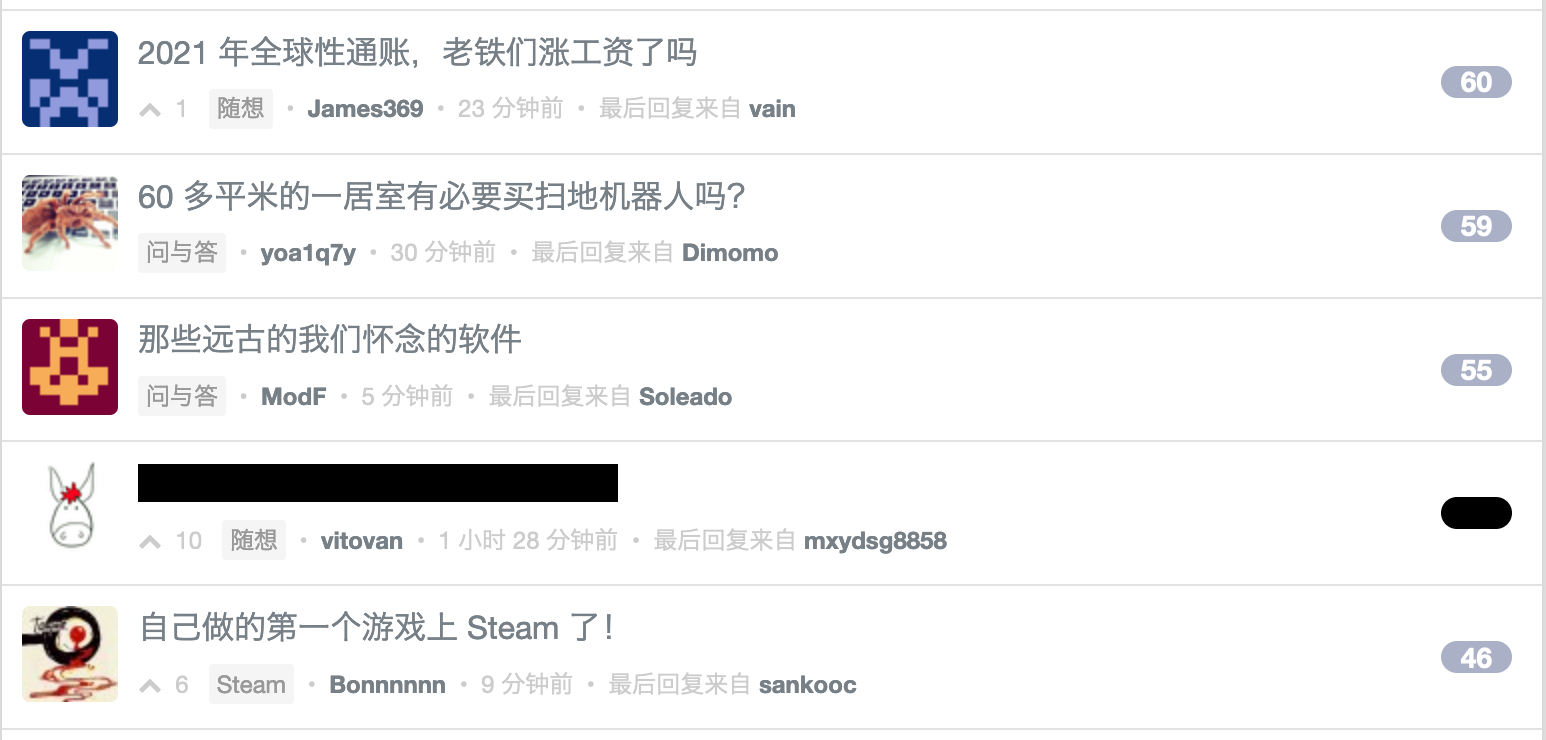 2021 年全球性通账，老铁们涨工资了吗
60
1 随想 • James369 • 23 分钟前 • 最后回复来自 vain
60 多平米的一居室有必要买扫地机器人吗？
59
问与答 • yoa1q7y • 30 分钟前 • 最后回复来自 Dimomo
那些远古的我们怀念的软件
55
问与答 • ModF • 5 分钟前 • 最后回复来自 Soleado
10 随想 • vitovan • 1 小时 28 分钟前 • 最后回复来自 mxydsg8858
自己做的第一个游戏上 Steam 了！
46
6 Steam • Bonnnnnn • 9 分钟前 • 最后回复来自 sankooc